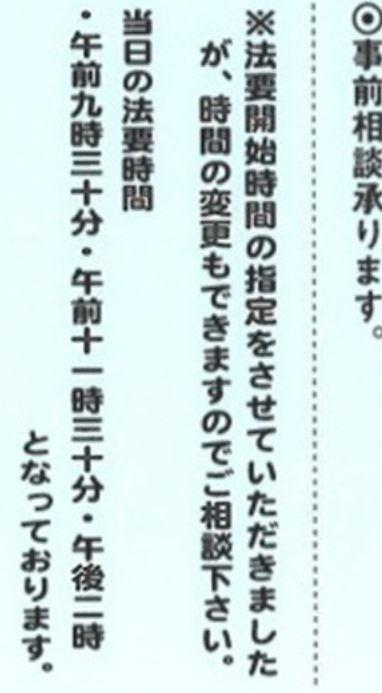 ⦿事前相談承ります。
※法要開始時間の指定をさせていただきました
が、時間の変更もできますのでご相談下さい。
当日の法要時間
・午前九時三十分・午前十一時三十分・午後二時
となっております。